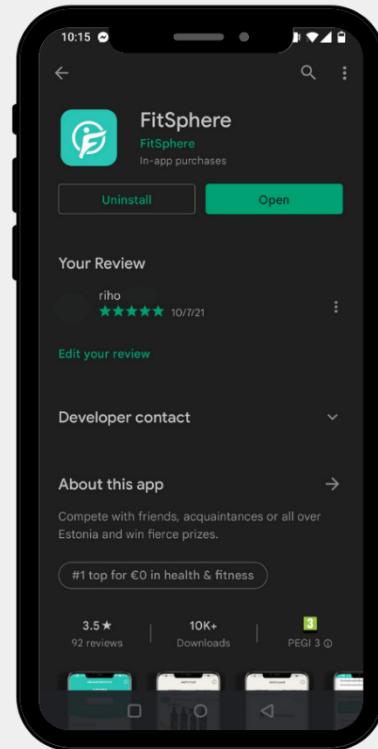 10:15
FitSphere
FitSphere
In-app purchases
Uninstall
Open
Your Review
riho
★★★★★ 10/7/21
Edit your review
Developer contact
About this app
Compete with friends, acquaintances or all over
Estonia and win fierce prizes.
#1 top for €0 in health & fitness
3.5★
92 reviews
10K+
Downloads
3
PEGI 3